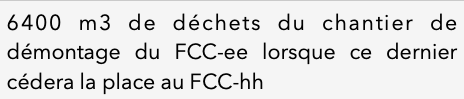 6400 m3 de déchets du chantier de
démontage du FCC-ee lorsque ce dernier
cédera la place au FCC-hh